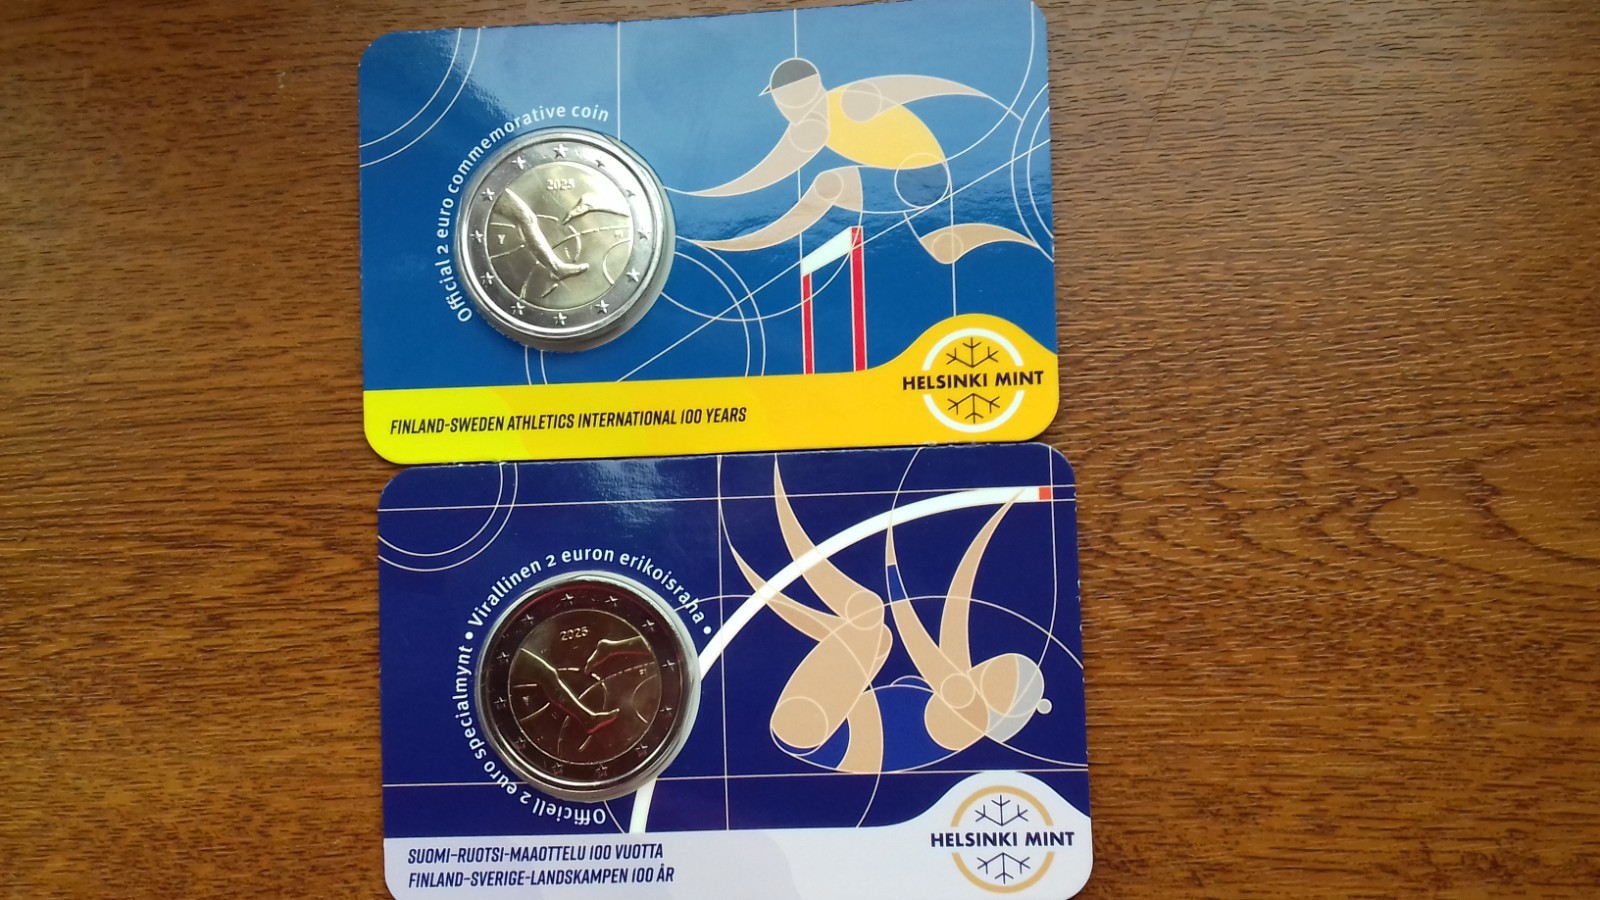 Official 2 euro commemorative coin
2025
HELSINKI MINT
FINLAND-SWEDEN ATHLETICS INTERNATIONAL 100 YEARS
Officiell 2 euro specialmynt • Virallinen 2 euron erikoisraha •
2025
HELSINKI MINT
SUOMI-RUOTSI-MAAOTTELU 100 VUOTTA
FINLAND-SVERIGE-LANDSKAMPEN 100 ÅR